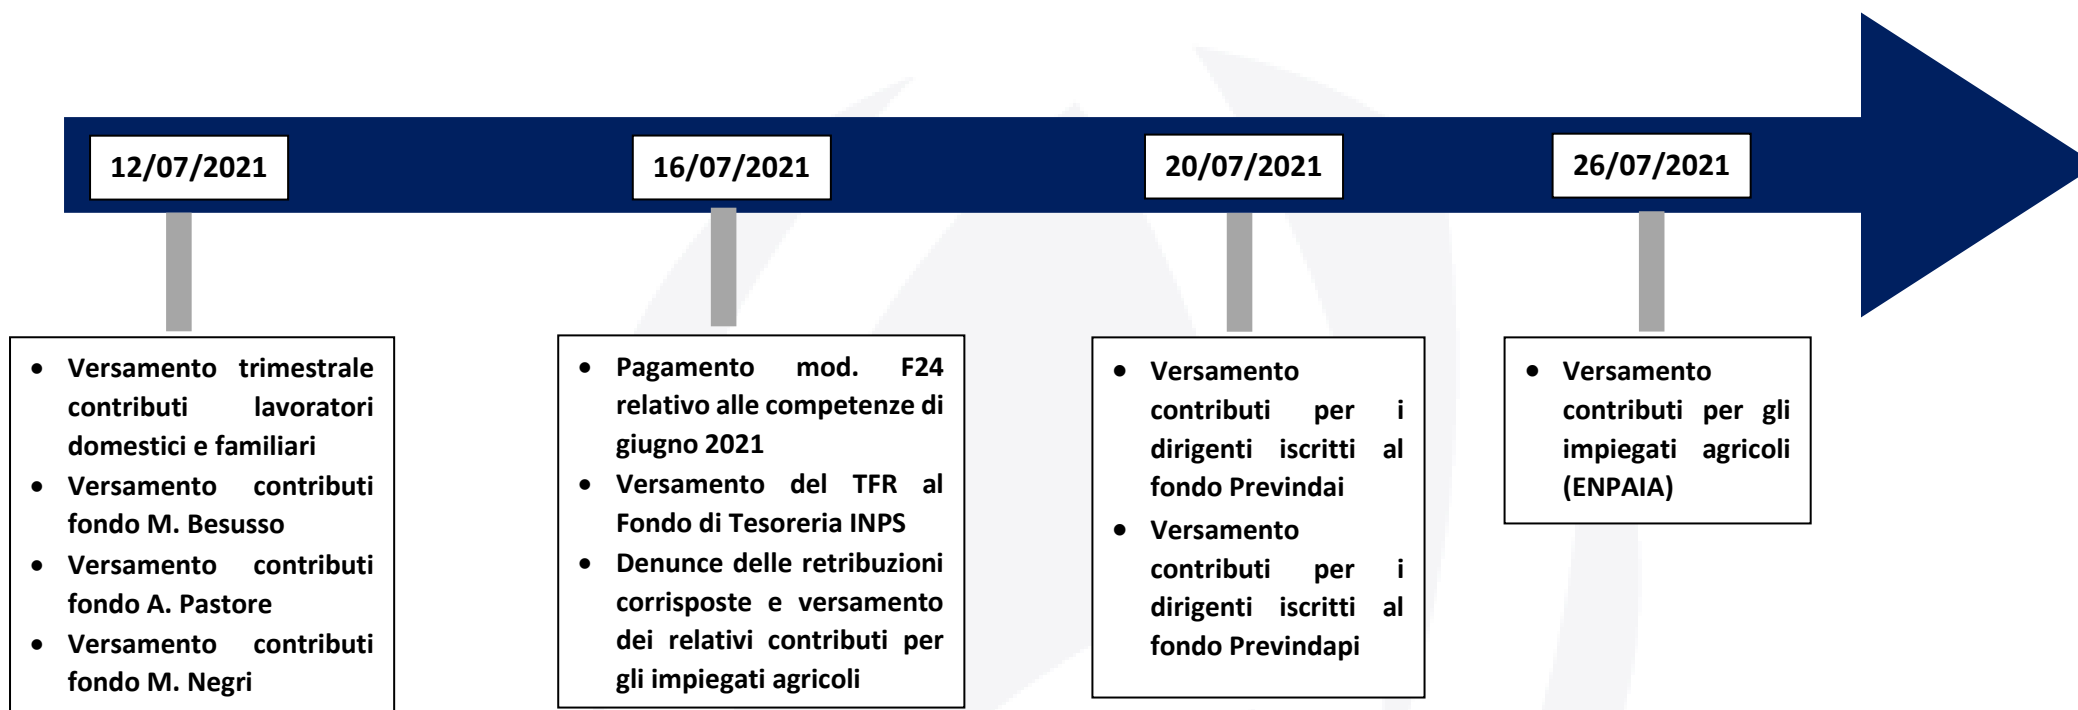 12/07/2021
16/07/2021
20/07/2021
26/07/2021
• Versamento trimestrale
contributi lavoratori
domestici e familiari
• Versamento contributi
fondo M. Besusso
• Versamento contributi
fondo A. Pastore
• Versamento contributi
fondo M. Negri
• Pagamento mod. F24
relativo alle competenze di
giugno 2021
• Versamento del TFR al
Fondo di Tesoreria INPS
• Denunce delle retribuzioni
corrisposte e versamento
dei relativi contributi per
gli impiegati agricoli
• Versamento
contributi per i
dirigenti iscritti al
fondo Previndai
• Versamento
contributi per i
dirigenti iscritti al
fondo Previndapi
• Versamento
contributi per gli
impiegati agricoli
(ENPAIA)